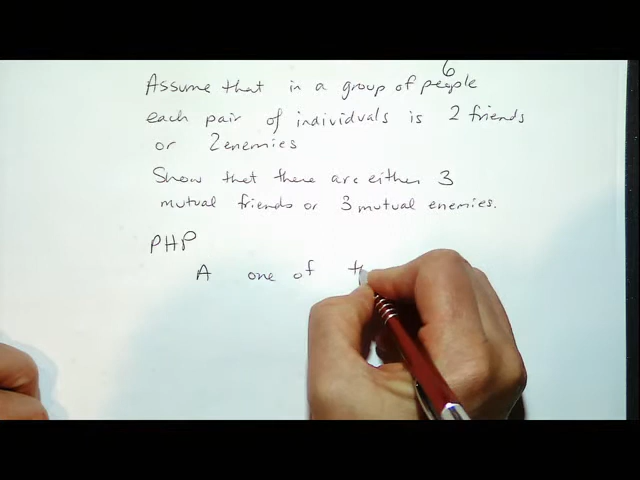 Assume that in a group of 6 people
each pair of individuals is 2 friends
or 2 enemies
Show that there are either 3
mutual friends or 3 mutual enemies.
PHP
A one of